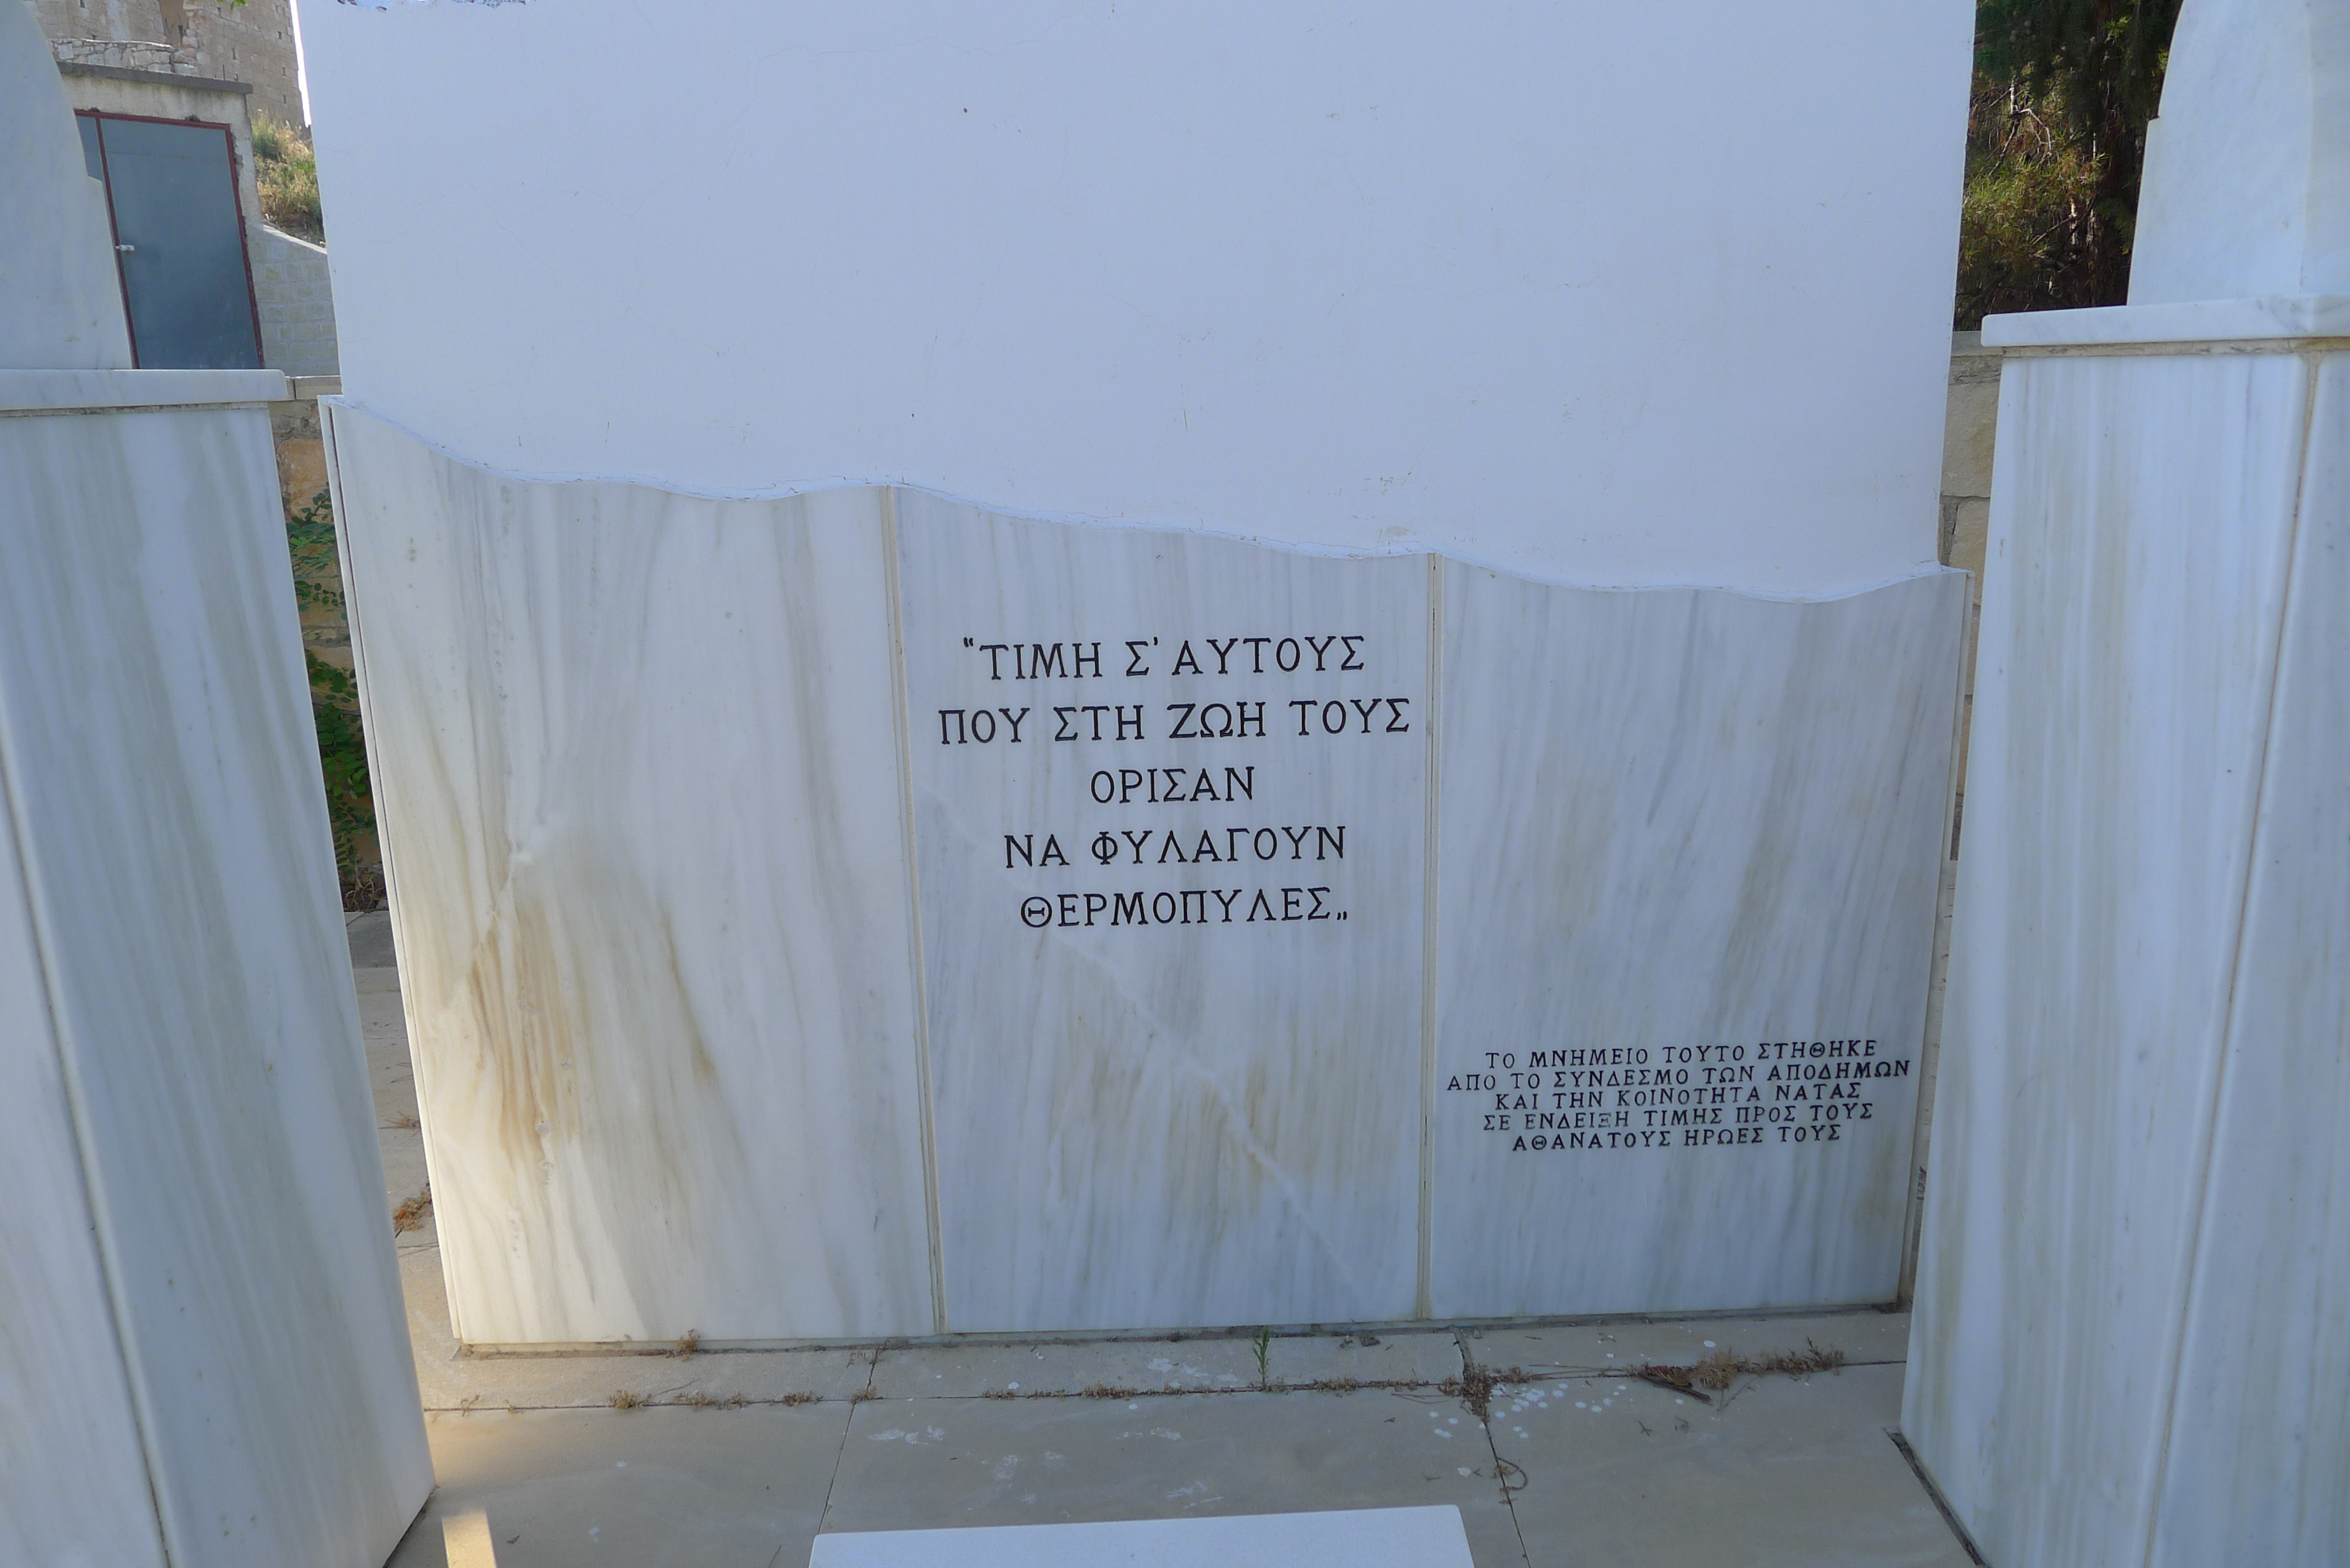 “ΤΙΜΗ Σ' ΑΥΤΟΥΣ
ΠΟΥ ΣΤΗ ΖΩΗ ΤΟΥΣ
ΟΡΙΣΑΝ
ΝΑ ΦΥΛΑΓΟΥΝ
ΘΕΡΜΟΠΥΛΕΣ„
ΤΟ ΜΝΗΜΕΙΟ ΤΟΥΤΟ ΣΤΗΘΗΚΕ
ΑΠΟ ΤΟ ΣΥΝΔΕΣΜΟ ΤΩΝ ΑΠΟΔΗΜΩΝ
ΚΑΙ ΤΗΝ ΚΟΙΝΟΤΗΤΑ ΝΑΤΑΣ
ΣΕ ΕΝΔΕΙΞΗ ΤΙΜΗΣ ΠΡΟΣ ΤΟΥΣ
ΑΘΑΝΑΤΟΥΣ ΗΡΩΕΣ ΤΟΥΣ